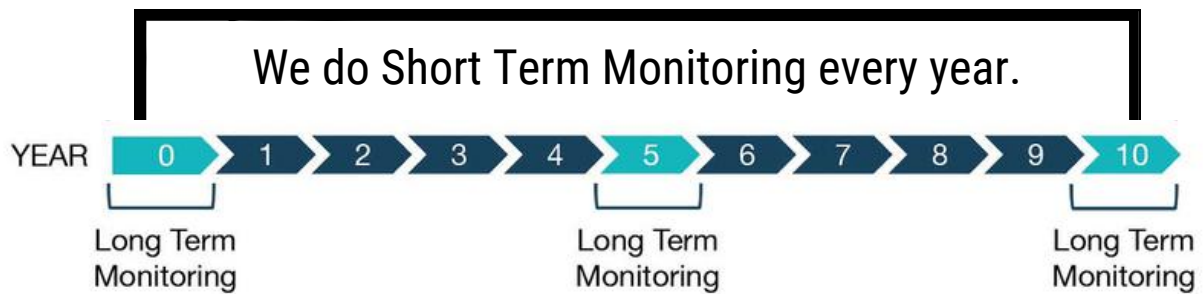 We do Short Term Monitoring every year.
YEAR 0 1 2 3 4 5 6 7 8 9 10
Long Term Long Term Long Term
Monitoring Monitoring Monitoring